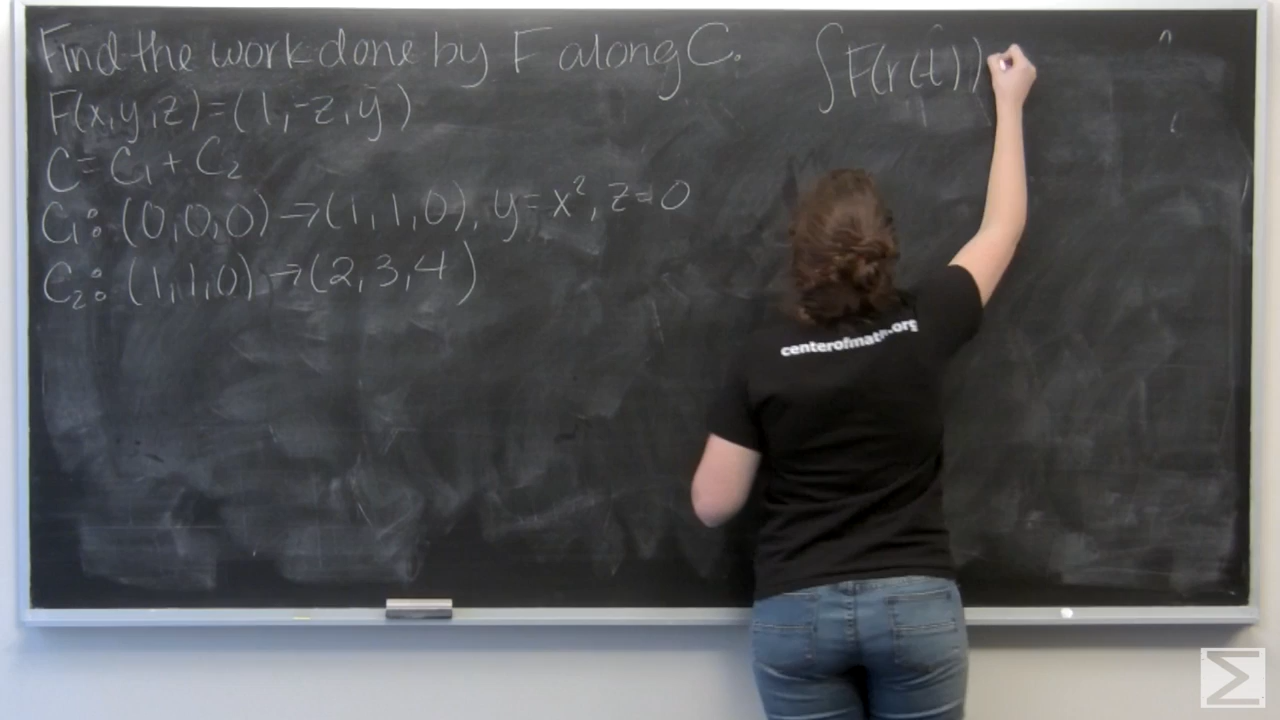 Find the work done by F along C.
F(x,y,z)=(1,-z,y)
C=C₁+C₂
C₁: (0,0,0)→(1,1,0), y=x², z=0
C₂: (1,1,0)→(2,3,4)
∫F(r(t))
centerofmath.org
Σ